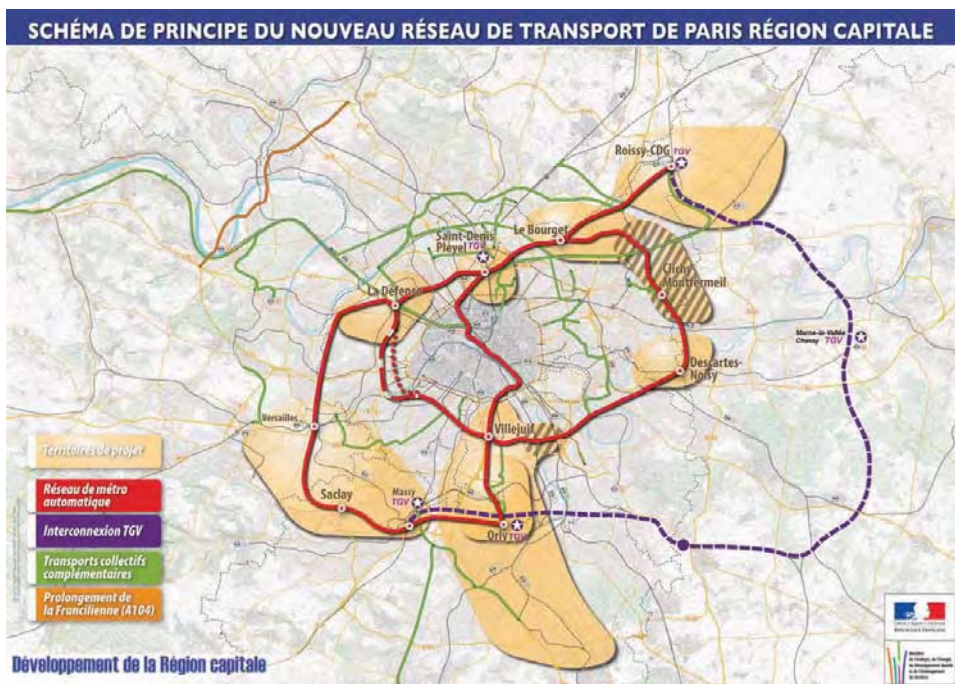 SCHÉMA DE PRINCIPE DU NOUVEAU RÉSEAU DE TRANSPORT DE PARIS RÉGION CAPITALE
Roissy-CDG TGV
Le Bourget
Saint-Denis
Pleyel TGV
Clichy
Montfermeil
La Défense
Marne-la-Vallée
Chessy TGV
Descartes-
Noisy
Versailles
Villejuif
Territoires de projet
Saclay
Massy
TGV
Réseau de métro
automatique
Orly TGV
Interconnexion TGV
Transports collectifs
complémentaires
Prolongement de
la Francilienne (A104)
RÉPUBLIQUE FRANÇAISE
Développement de la Région capitale